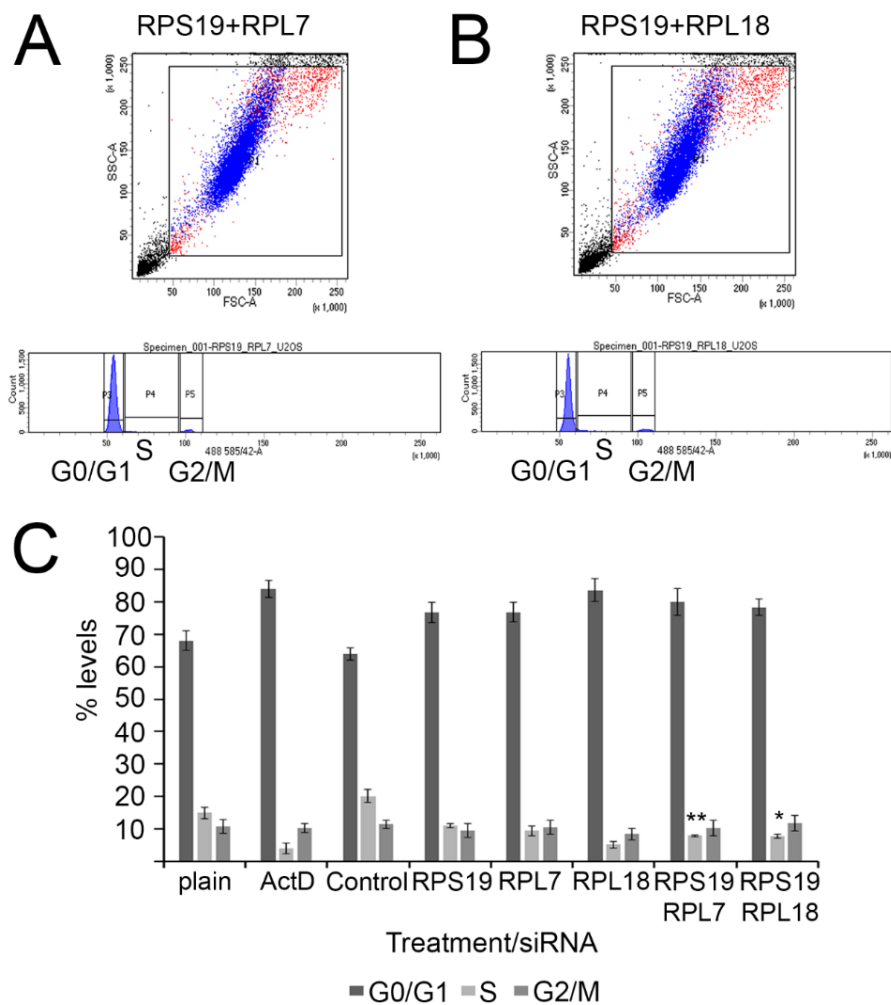 A
RPS19+RPL7
(x 1,000)
SSC-A
50 100 150 200 250
P1
50 100 150 200 250
FSC-A
(x 1,000)
B
RPS19+RPL18
(x 1,000)
SSC-A
50 100 150 200 250
P1
50 100 150 200 250
FSC-A
(x 1,000)
Specimen_001-RPS19_RPL7_U2OS
Count
0 500 1,000 1,500
P3 P4 P5
50 100 150 200 250
488 585/42-A
(x 1,000)
G0/G1 S G2/M
Specimen_001-RPS19_RPL18_U2OS
Count
0 500 1,000 1,500
P3 P4 P5
50 100 150 200 250
488 585/42-A
(x 1,000)
G0/G1 S G2/M
C
% levels
100
90
80
70
60
50
40
30
20
10
** *
plain ActD Control RPS19 RPL7 RPL18 RPS19 RPS19
RPL7 RPL18
Treatment/siRNA
G0/G1 S G2/M